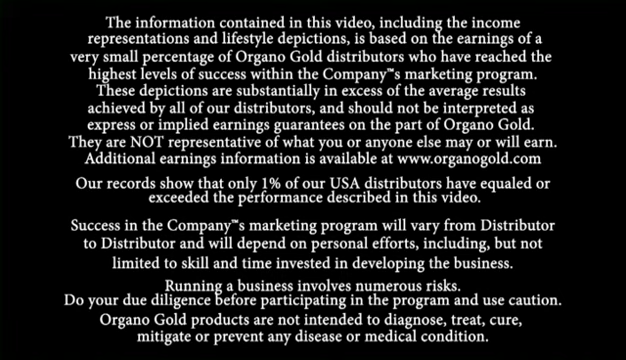 The information contained in this video, including the income
representations and lifestyle depictions, is based on the earnings of a
very small percentage of Organo Gold distributors who have reached the
highest levels of success within the Company™s marketing program.
These depictions are substantially in excess of the average results
achieved by all of our distributors, and should not be interpreted as
express or implied earnings guarantees on the part of Organo Gold.
They are NOT representative of what you or anyone else may or will earn.
Additional earnings information is available at www.organogold.com
Our records show that only 1% of our USA distributors have equaled or
exceeded the performance described in this video.
Success in the Company™s marketing program will vary from Distributor
to Distributor and will depend on personal efforts, including, but not
limited to skill and time invested in developing the business.
Running a business involves numerous risks.
Do your due diligence before participating in the program and use caution.
Organo Gold products are not intended to diagnose, treat, cure,
mitigate or prevent any disease or medical condition.